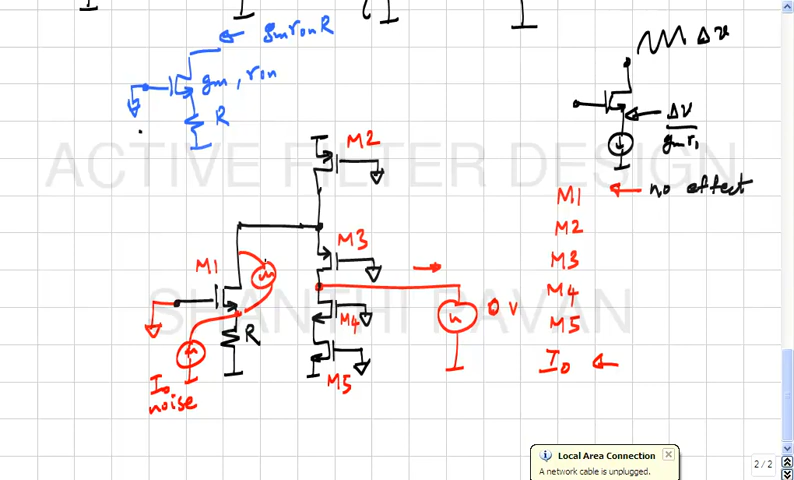 gm ron R
gm, ron
R
Δv
Δv
gm r1
no effect
ACTIVE FILTER DESIGN
M2
M1
M2
M3
M3
M1
M4
SHANTHI PAVAN
M4
0 V
M5
R
I0
noise
M5
I0
Local Area Connection
A network cable is unplugged.
2 / 2